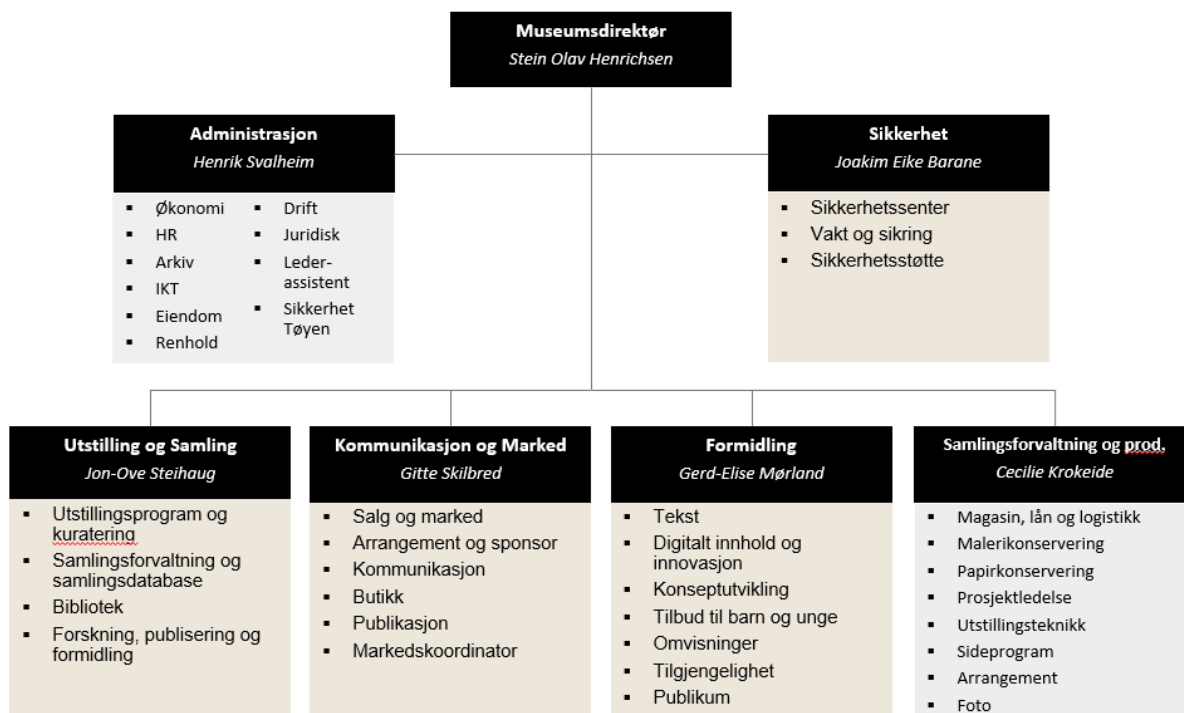 Museumsdirektør
Stein Olav Henrichsen
Administrasjon
Henrik Svalheim
Økonomi
HR
Arkiv
IKT
Eiendom
Renhold
Drift
Juridisk
Leder-
assistent
Sikkerhet
Tøyen
Sikkerhet
Joakim Eike Barane
Sikkerhetssenter
Vakt og sikring
Sikkerhetsstøtte
Utstilling og Samling
Jon-Ove Steihaug
Utstillingsprogram og
kuratering
Samlingsforvaltning og
samlingsdatabase
Bibliotek
Forskning, publisering og
formidling
Kommunikasjon og Marked
Gitte Skilbred
Salg og marked
Arrangement og sponsor
Kommunikasjon
Butikk
Publikasjon
Markedskoordinator
Formidling
Gerd-Elise Mørland
Tekst
Digitalt innhold og
innovasjon
Konseptutvikling
Tilbud til barn og unge
Omvisninger
Tilgjengelighet
Publikum
Samlingsforvaltning og prod.
Cecilie Krokeide
Magasin, lån og logistikk
Malerikonservering
Papirkonservering
Prosjektledelse
Utstillingsteknikk
Sideprogram
Arrangement
Foto